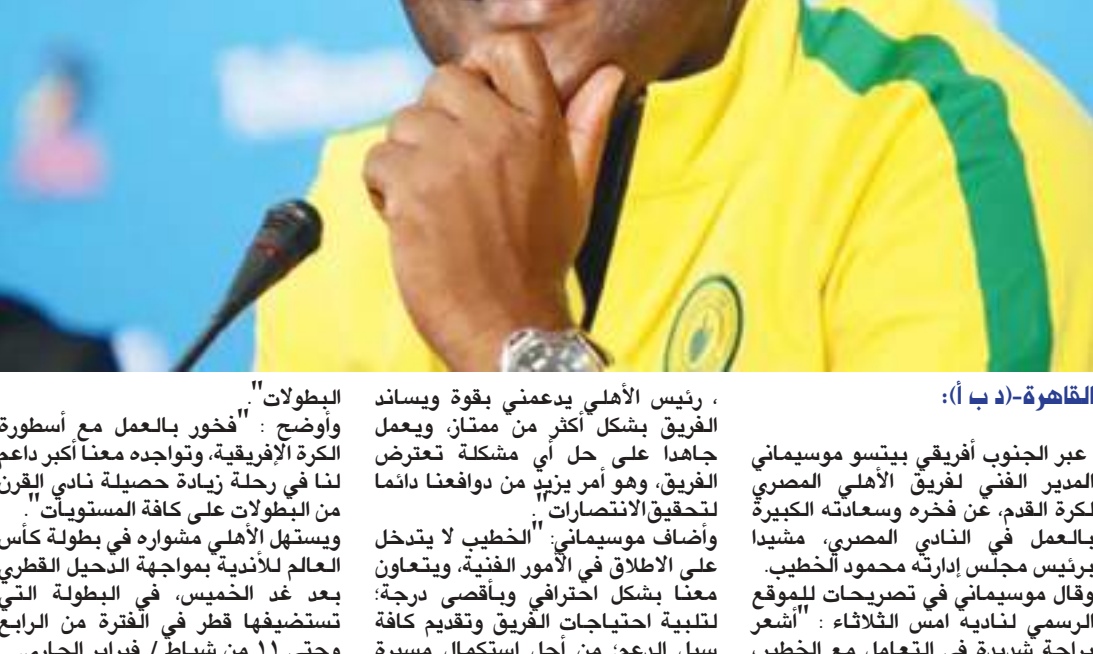 القاهرة-(د ب أ):
عبر الجنوب أفريقي بيتسو موسيماني
المدير الفني لفريق الأهلي المصري
لكرة القدم، عن فخره وسعادته الكبيرة
بالعمل في النادي المصري، مشيدا
برئيس مجلس إدارته محمود الخطيب.
وقال موسيماني في تصريحات للموقع
الرسمي لناديه امس الثلاثاء : "أشعر
براحة شديدة في التعامل مع الخطيب
، رئيس الأهلي يدعمني بقوة ويساند
الفريق بشكل أكثر من ممتاز، ويعمل
جاهدا على حل أي مشكلة تعترض
الفريق، وهو أمر يزيد من دوافعنا دائما
لتحقيق الانتصارات".
وأضاف موسيماني: "الخطيب لا يتدخل
على الاطلاق في الأمور الفنية، ويتعاون
معنا بشكل احترافي وبأقصى درجة؛
لتلبية احتياجات الفريق وتقديم كافة
سبل الدعم؛ من أجل استكمال مسيرة
البطولات".
وأوضح : "فخور بالعمل مع أسطورة
الكرة الإفريقية، وتواجده معنا أكبر داعم
لنا في رحلة زيادة حصيلة نادي القرن
من البطولات على كافة المستويات".
ويستهل الأهلي مشواره في بطولة كأس
العالم للأندية بمواجهة الدحيل القطري
بعد غد الخميس، في البطولة التي
تستضيفها قطر في الفترة من الرابع
وحتى ١١ من شباط / فبراير الجاري.